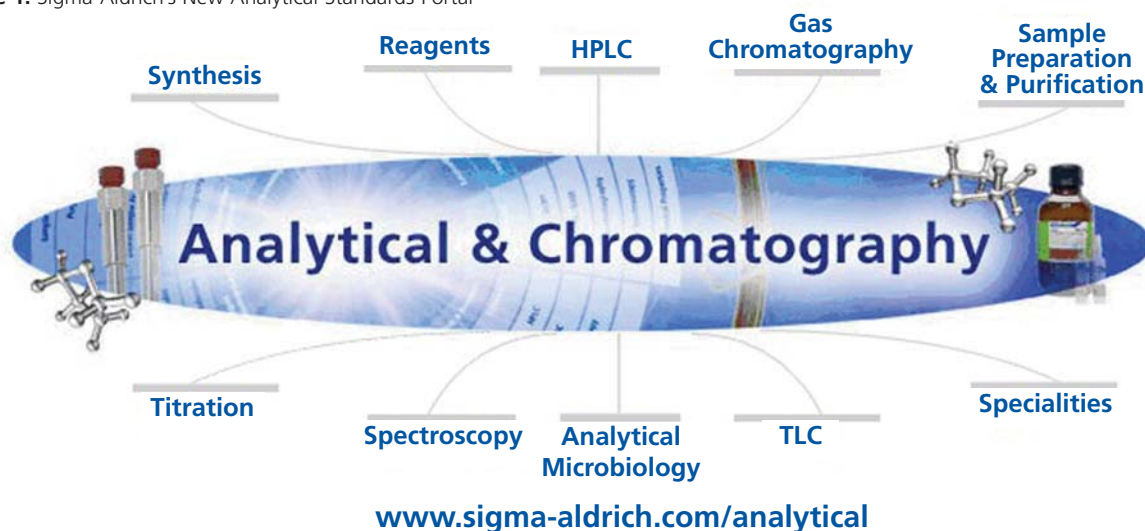 1. Sigma-Aldrich's New Analytical Standards Portal
Synthesis
Reagents
HPLC
Gas
Chromatography
Sample
Preparation
& Purification
Analytical & Chromatography
Titration
Spectroscopy
Analytical
Microbiology
TLC
Specialities
www.sigma-aldrich.com/analytical